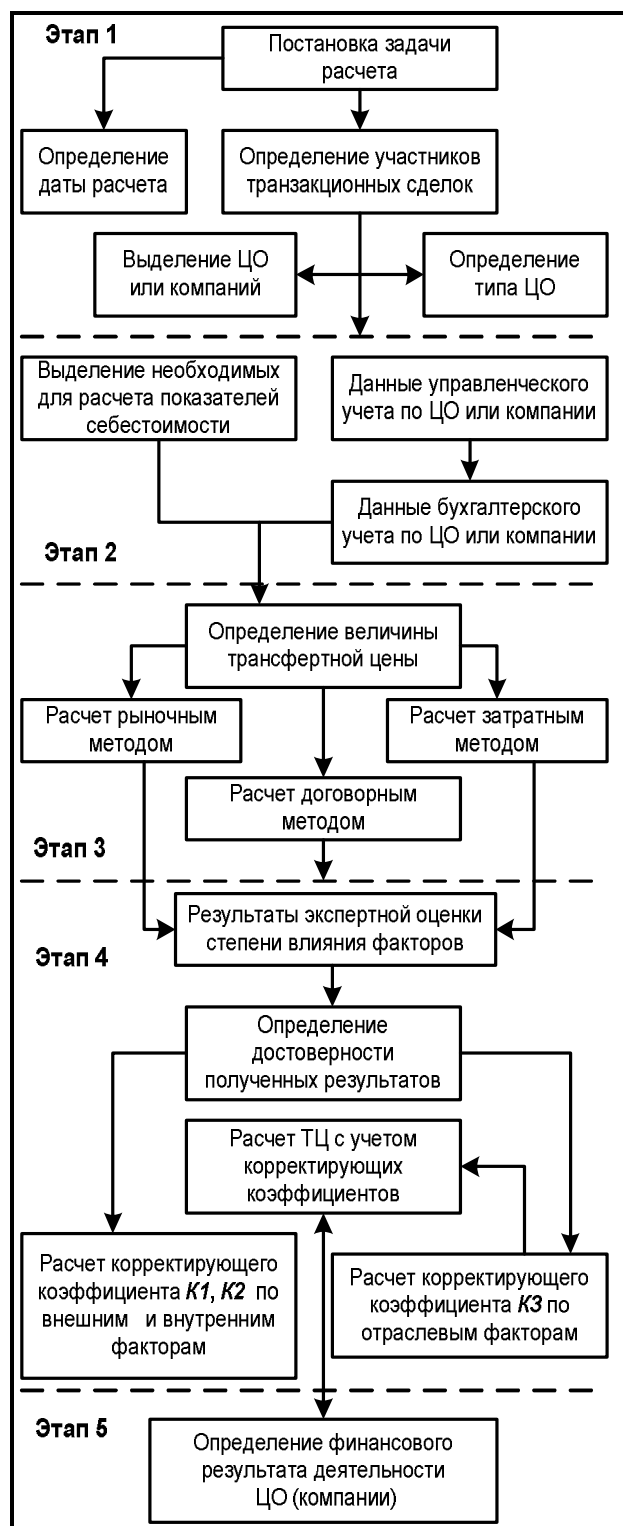 Этап 1
Постановка задачи
расчета
Определение
даты расчета
Определение участников
транзакционных сделок
Выделение ЦО
или компаний
Определение
типа ЦО
Выделение необходимых
для расчета показателей
себестоимости
Данные управленческого
учета по ЦО или компании
Данные бухгалтерского
учета по ЦО или компании
Этап 2
Определение величины
трансфертной цены
Расчет рыночным
методом
Расчет затратным
методом
Расчет договорным
методом
Этап 3
Результаты экспертной оценки
степени влияния факторов
Этап 4
Определение
достоверности
полученных результатов
Расчет ТЦ с учетом
корректирующих
коэффициентов
Расчет корректирующего
коэффициента К1, К2 по
внешним и внутренним
факторам
Расчет корректирующего
коэффициента К3 по
отраслевым факторам
Этап 5
Определение финансового
результата деятельности
ЦО (компании)